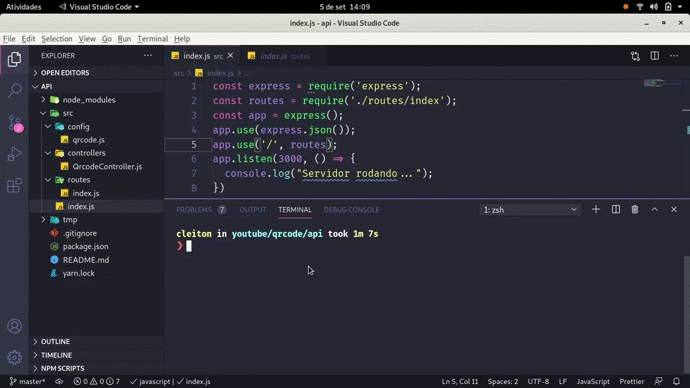 Atividades
Visual Studio Code
5 de set 14:09
index.js - api - Visual Studio Code
File Edit Selection View Go Run Terminal Help
EXPLORER
index.js
index.js routes
src > index.js > ...
OPEN EDITORS
API
node_modules
src
config
qrcode.js
controllers
QrcodeController.js
routes
index.js
index.js
tmp
.gitignore
package.json
README.md
yarn.lock
OUTLINE
TIMELINE
NPM SCRIPTS
1 const express = require('express');
2 const routes = require('./routes/index');
3 const app = express();
4 app.use(express.json());
5 app.use('/', routes);
6 app.listen(3000, () => {
7 console.log("Servidor rodando...");
8 })
PROBLEMS 7 OUTPUT TERMINAL DEBUG CONSOLE 1: zsh
cleiton in youtube/qrcode/api took 1m 7s
❯
2
master* 0 0 7 javascript | index.js Ln 5, Col 11 Spaces: 2 UTF-8 LF JavaScript Prettier